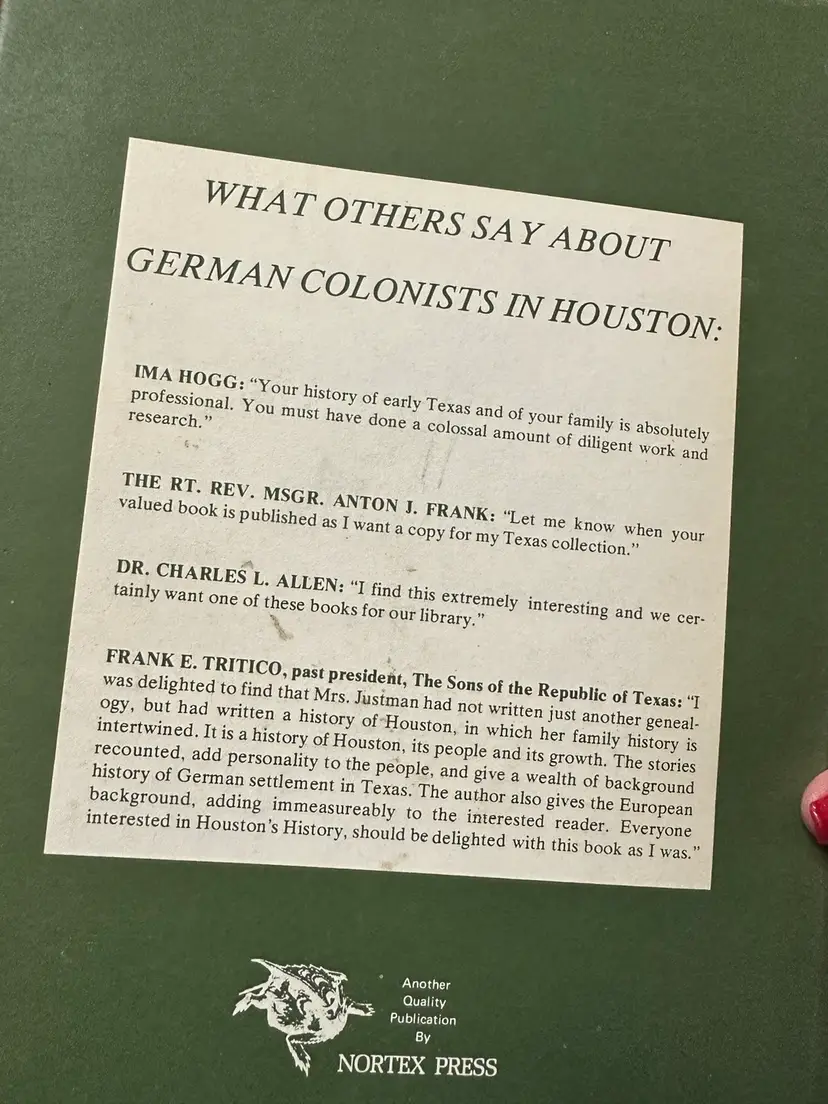 WHAT OTHERS SAY ABOUT
GERMAN COLONISTS IN HOUSTON:
IMA HOGG: “Your history of early Texas and of your family is absolutely
professional. You must have done a colossal amount of diligent work and
research.”
THE RT. REV. MSGR. ANTON J. FRANK: “Let me know when your
valued book is published as I want a copy for my Texas collection.”
DR. CHARLES L. ALLEN: “I find this extremely interesting and we cer-
tainly want one of these books for our library.”
FRANK E. TRITICO, past president, The Sons of the Republic of Texas: “I
was delighted to find that Mrs. Justman had not written just another geneal-
ogy, but had written a history of Houston, in which her family history is
intertwined. It is a history of Houston, its people and its growth. The stories
recounted, add personality to the people, and give a wealth of background
history of German settlement in Texas. The author also gives the European
background, adding immeasureably to the interested reader. Everyone
interested in Houston's History, should be delighted with this book as I was.”
Another
Quality
Publication
By
NORTEX PRESS